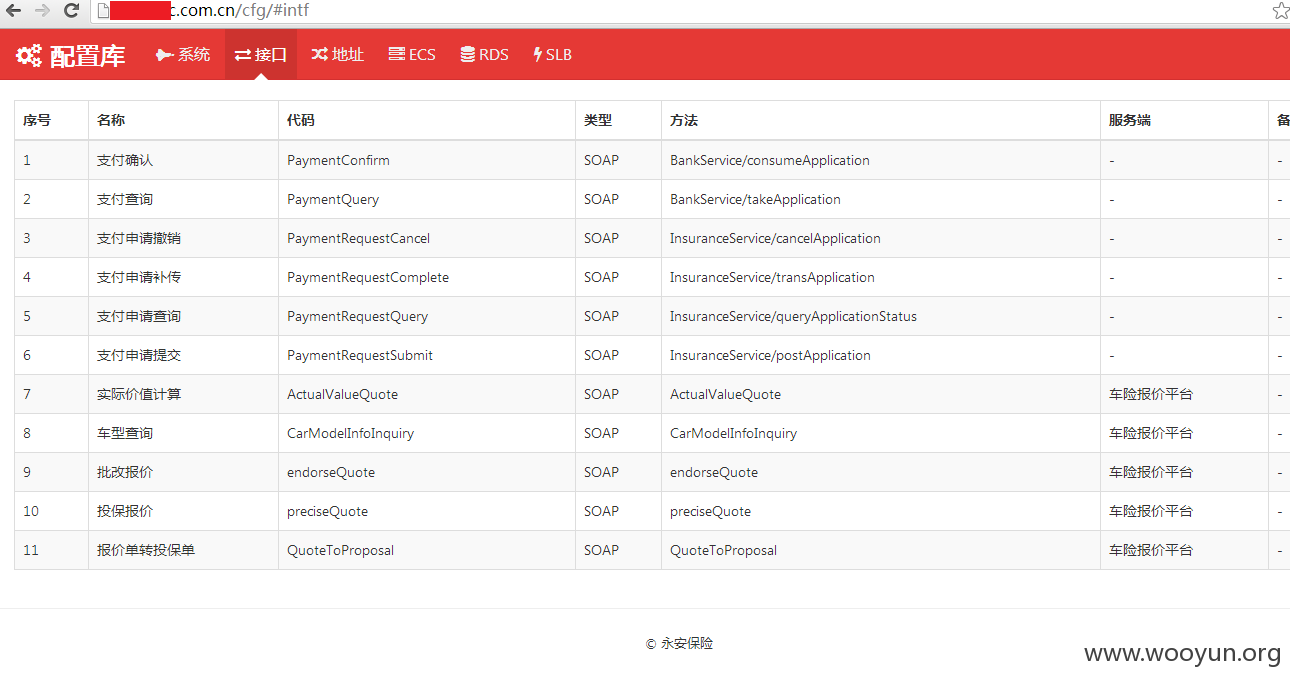 c.com.cn/cfg/#intf
配置库 系统 接口 地址 ECS RDS SLB
序号 名称 代码 类型 方法 服务端 备
1 支付确认 PaymentConfirm SOAP BankService/consumeApplication - -
2 支付查询 PaymentQuery SOAP BankService/takeApplication - -
3 支付申请撤销 PaymentRequestCancel SOAP InsuranceService/cancelApplication - -
4 支付申请补传 PaymentRequestComplete SOAP InsuranceService/transApplication - -
5 支付申请查询 PaymentRequestQuery SOAP InsuranceService/queryApplicationStatus - -
6 支付申请提交 PaymentRequestSubmit SOAP InsuranceService/postApplication - -
7 实际价值计算 ActualValueQuote SOAP ActualValueQuote 车险报价平台 -
8 车型查询 CarModelInfoInquiry SOAP CarModelInfoInquiry 车险报价平台 -
9 批改报价 endorseQuote SOAP endorseQuote 车险报价平台 -
10 投保报价 preciseQuote SOAP preciseQuote 车险报价平台 -
11 报价单转投保单 QuoteToProposal SOAP QuoteToProposal 车险报价平台 -
© 永安保险
www.wooyun.org